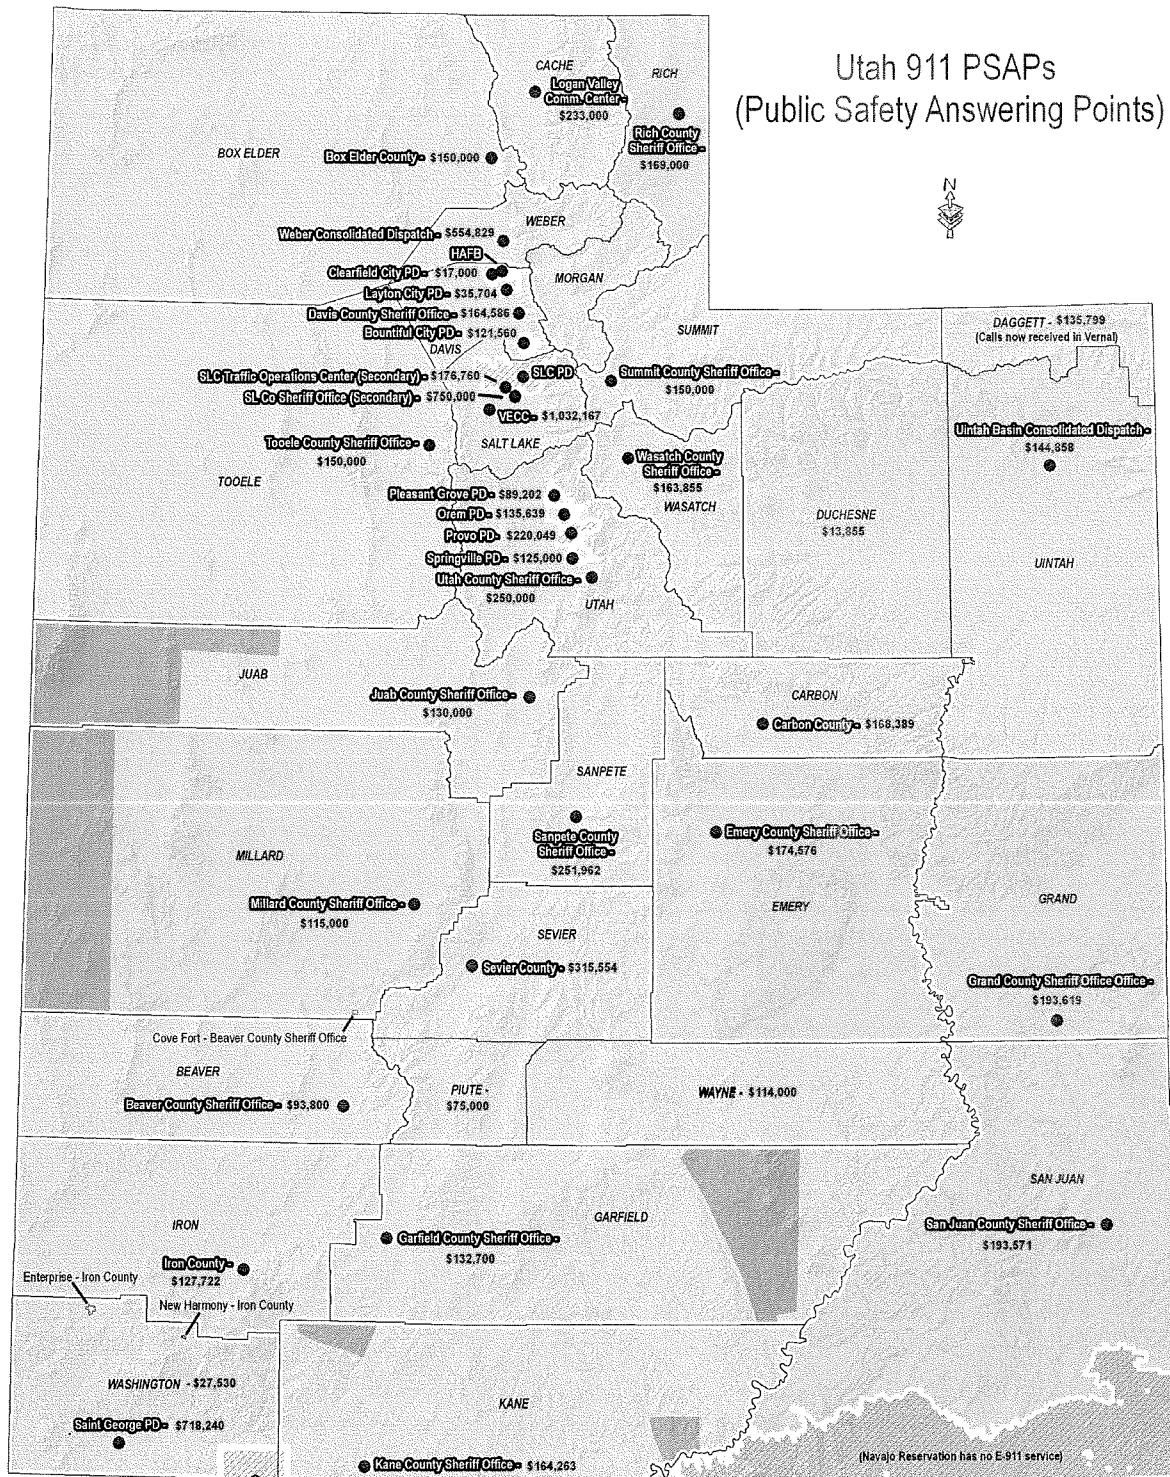 Utah 911 PSAPs
(Public Safety Answering Points)
N
CACHE
Logan Valley
Comm. Center -
$233,000
RICH
Rich County
Sheriff Office -
$169,000
BOX ELDER
Box Elder County - $150,000
WEBER
Weber Consolidated Dispatch - $554,829
HAFB
Clearfield City PD - $17,000
MORGAN
Layton City PD - $35,704
Davis County Sheriff Office - $164,586
Bountiful City PD - $121,560
DAVIS
SUMMIT
DAGGETT - $135,799
(Calls now received in Vernal)
SLC Traffic Operations Center (Secondary) - $176,760
SLC PD
Summit County Sheriff Office -
$150,000
SL Co Sheriff Office (Secondary) - $750,000
VECC - $1,032,167
SALT LAKE
Tooele County Sheriff Office -
$150,000
TOOELE
Uintah Basin Consolidated Dispatch -
$144,858
Wasatch County
Sheriff Office -
$163,855
WASATCH
Pleasant Grove PD - $89,202
Orem PD - $135,639
Provo PD- $220,049
Springville PD - $125,000
Utah County Sheriff Office -
$250,000
UTAH
DUCHESNE
$13,855
UINTAH
JUAB
Juab County Sheriff Office -
$130,000
CARBON
Carbon County - $168,389
SANPETE
Sanpete County
Sheriff Office -
$251,962
Emery County Sheriff Office -
$174,576
EMERY
MILLARD
Millard County Sheriff Office -
$115,000
GRAND
SEVIER
Sevier County - $315,554
Grand County Sheriff Office Office -
$193,619
Cove Fort - Beaver County Sheriff Office
BEAVER
Beaver County Sheriff Office - $93,800
PIUTE -
$75,000
WAYNE - $114,000
SAN JUAN
San Juan County Sheriff Office -
$193,571
GARFIELD
Garfield County Sheriff Office -
$132,700
IRON
Iron County -
$127,722
Enterprise - Iron County
New Harmony - Iron County
WASHINGTON - $27,530
Saint George PD - $718,240
KANE
Kane County Sheriff Office - $164,263
(Navajo Reservation has no E-911 service)